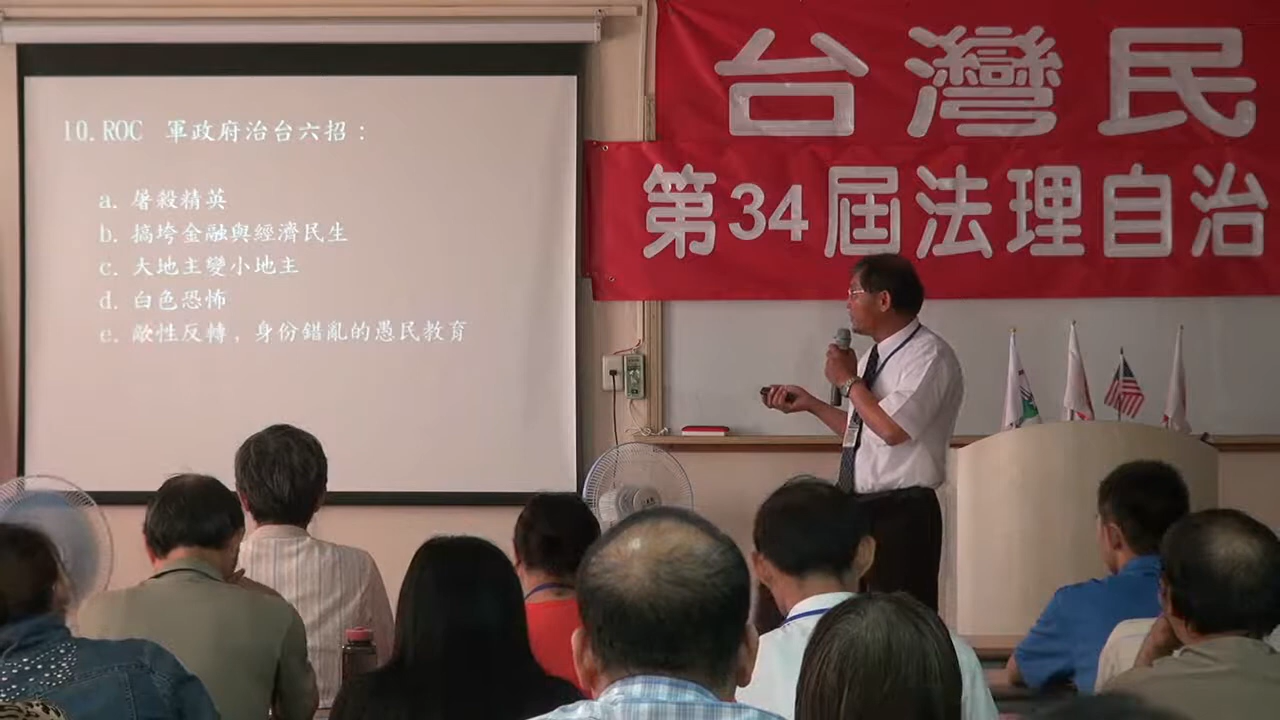 10. ROC 軍政府治台六招：
a. 屠殺精英
b. 搞垮金融與經濟民生
c. 大地主變小地主
d. 白色恐怖
e. 敵性反轉，身份錯亂的愚民教育
台灣民
第34屆法理自治